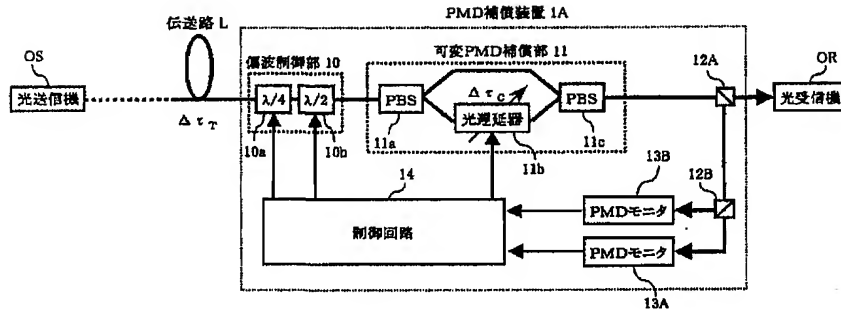 PMD補償装置 1A
伝送路 L
偏波制御部 10
可変PMD補償部 11
12A
OS
OR
光送信機
λ/4
λ/2
PBS
Δτc
PBS
光受信機
ΔτT
光遅延器
10a
10b
11a
11b
11c
14
13B
12B
制御回路
PMDモニタ
PMDモニタ
13A